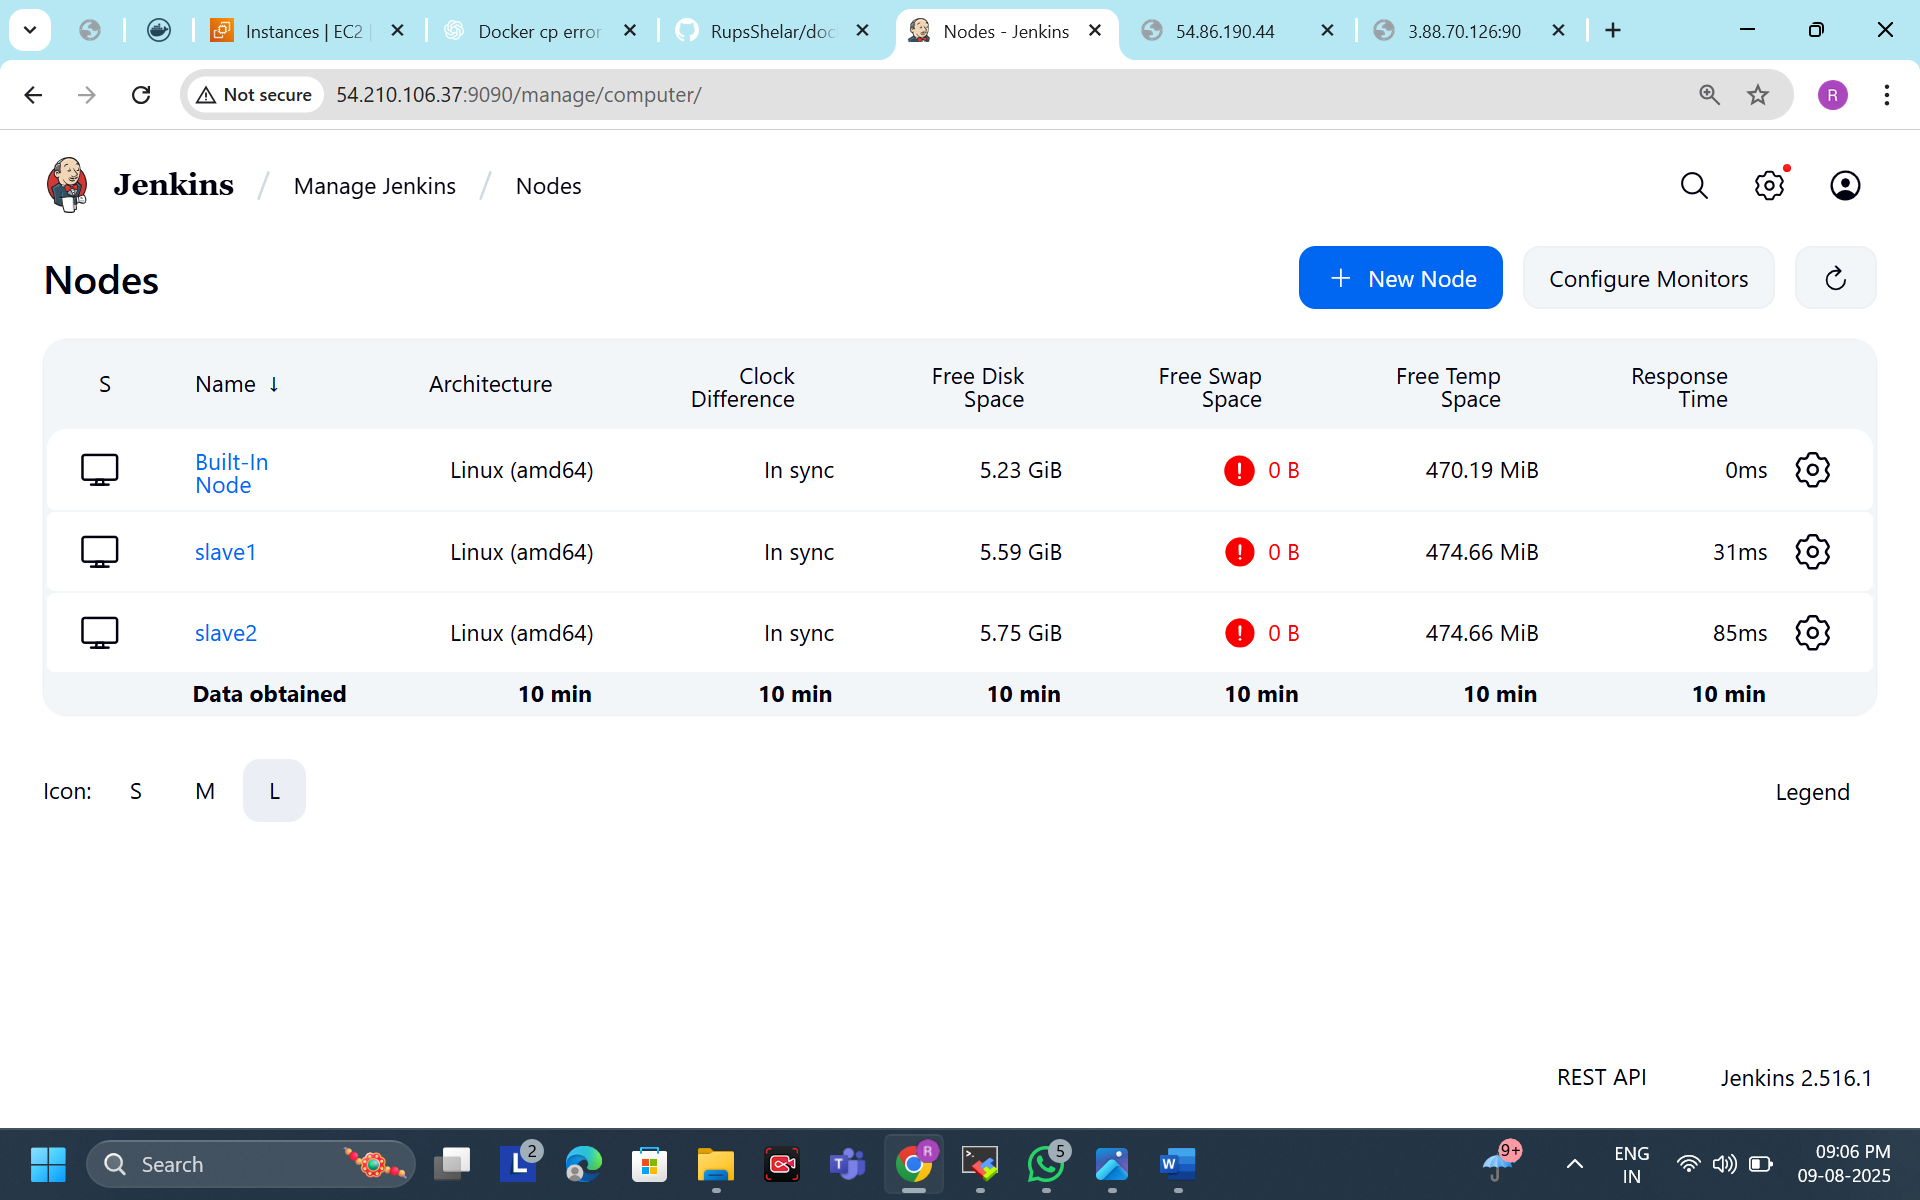 Instances | EC2
Docker cp error
RupsShelar/doc
Nodes - Jenkins
54.86.190.44
3.88.70.126:90
Not secure
54.210.106.37:9090/manage/computer/
R
Jenkins / Manage Jenkins / Nodes
Nodes
+ New Node
Configure Monitors
S Name ↓ Architecture Clock Difference Free Disk Space Free Swap Space Free Temp Space Response Time
Built-In Node Linux (amd64) In sync 5.23 GiB ! 0 B 470.19 MiB 0ms
slave1 Linux (amd64) In sync 5.59 GiB ! 0 B 474.66 MiB 31ms
slave2 Linux (amd64) In sync 5.75 GiB ! 0 B 474.66 MiB 85ms
Data obtained 10 min 10 min 10 min 10 min 10 min 10 min
Icon: S M L
Legend
REST API
Jenkins 2.516.1
Search
L 2
T
R
5
W
9+
ENG
IN
09:06 PM
09-08-2025